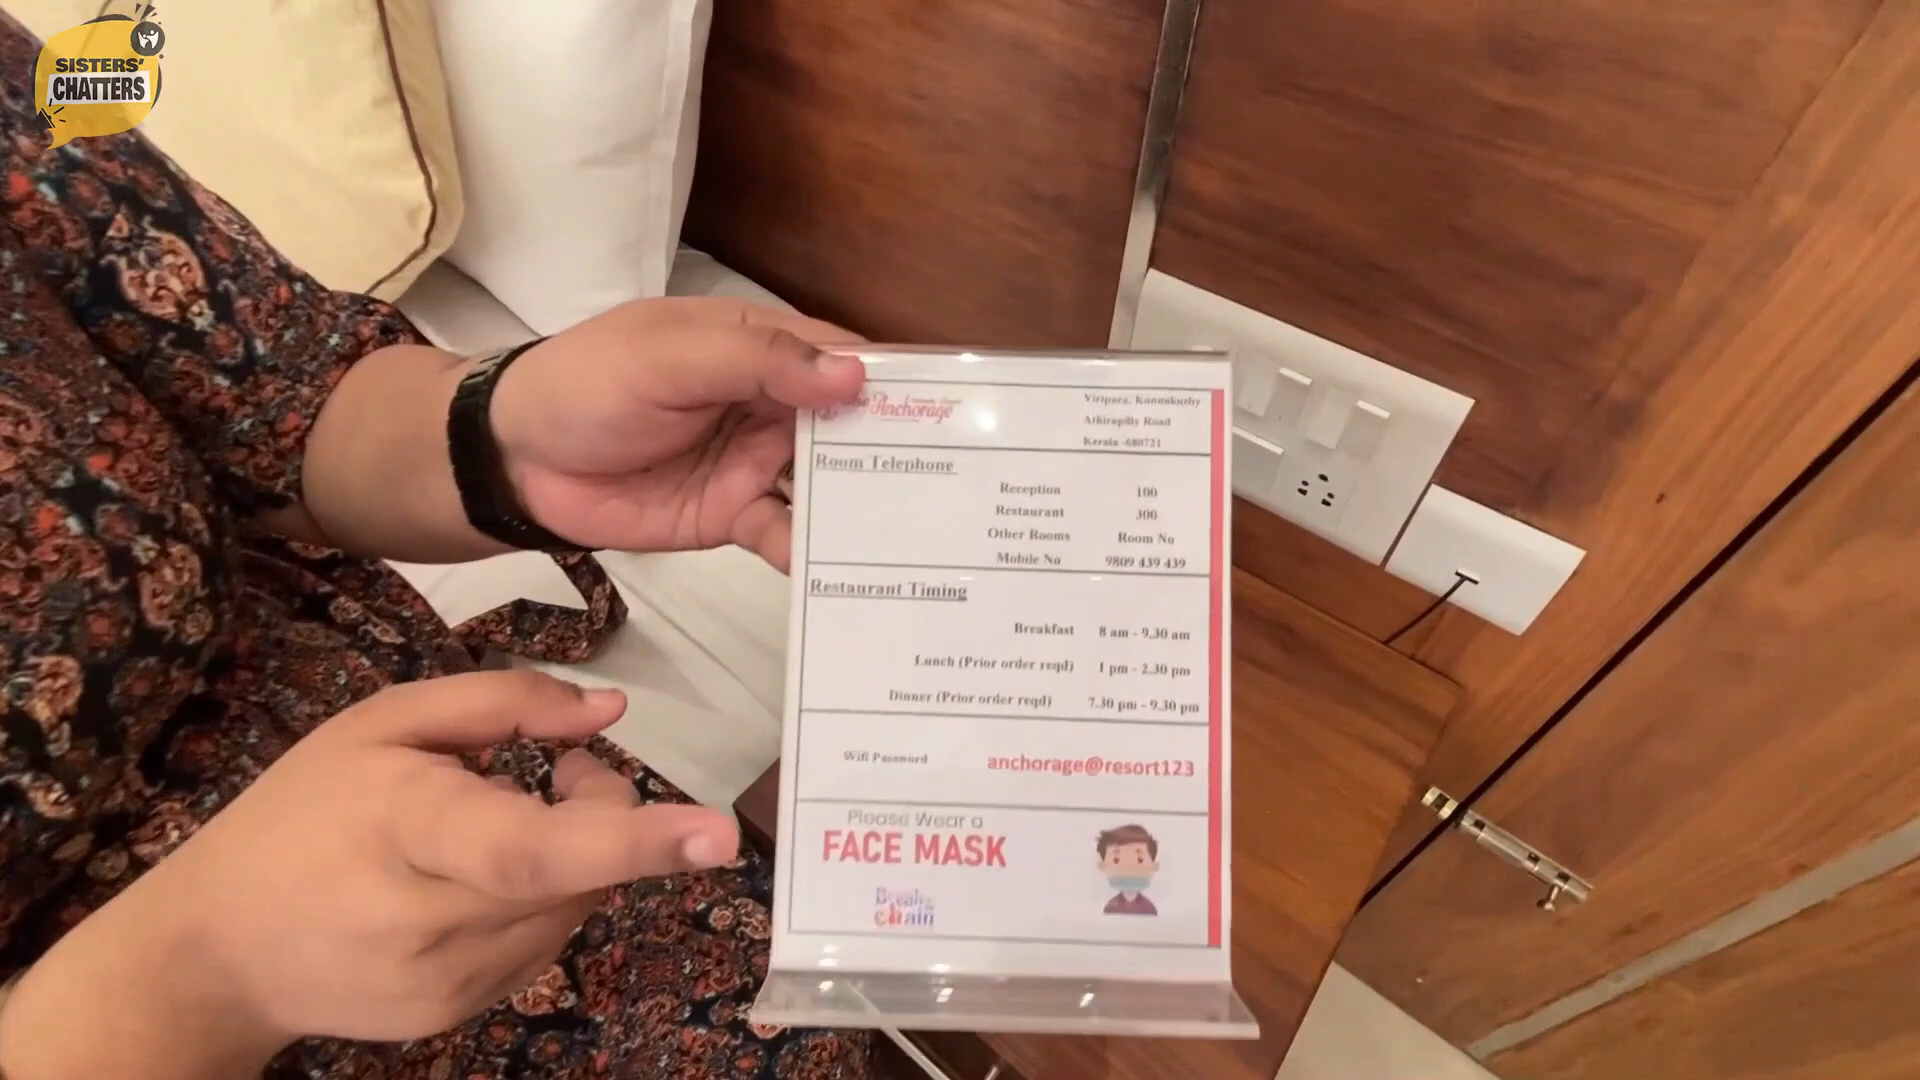 SISTERS'
CHATTERS
Anchorage
Viripara, Konnakuzhy
Athirapilly Road
Kerala -680721
Room Telephone
Reception 100
Restaurant 300
Other Rooms Room No
Mobile No 9809 439 439
Restaurant Timing
Breakfast 8 am - 9.30 am
Lunch (Prior order reqd) 1 pm - 2.30 pm
Dinner (Prior order reqd) 7.30 pm - 9.30 pm
Wifi Password anchorage@resort123
Please Wear a
FACE MASK
Break
chain